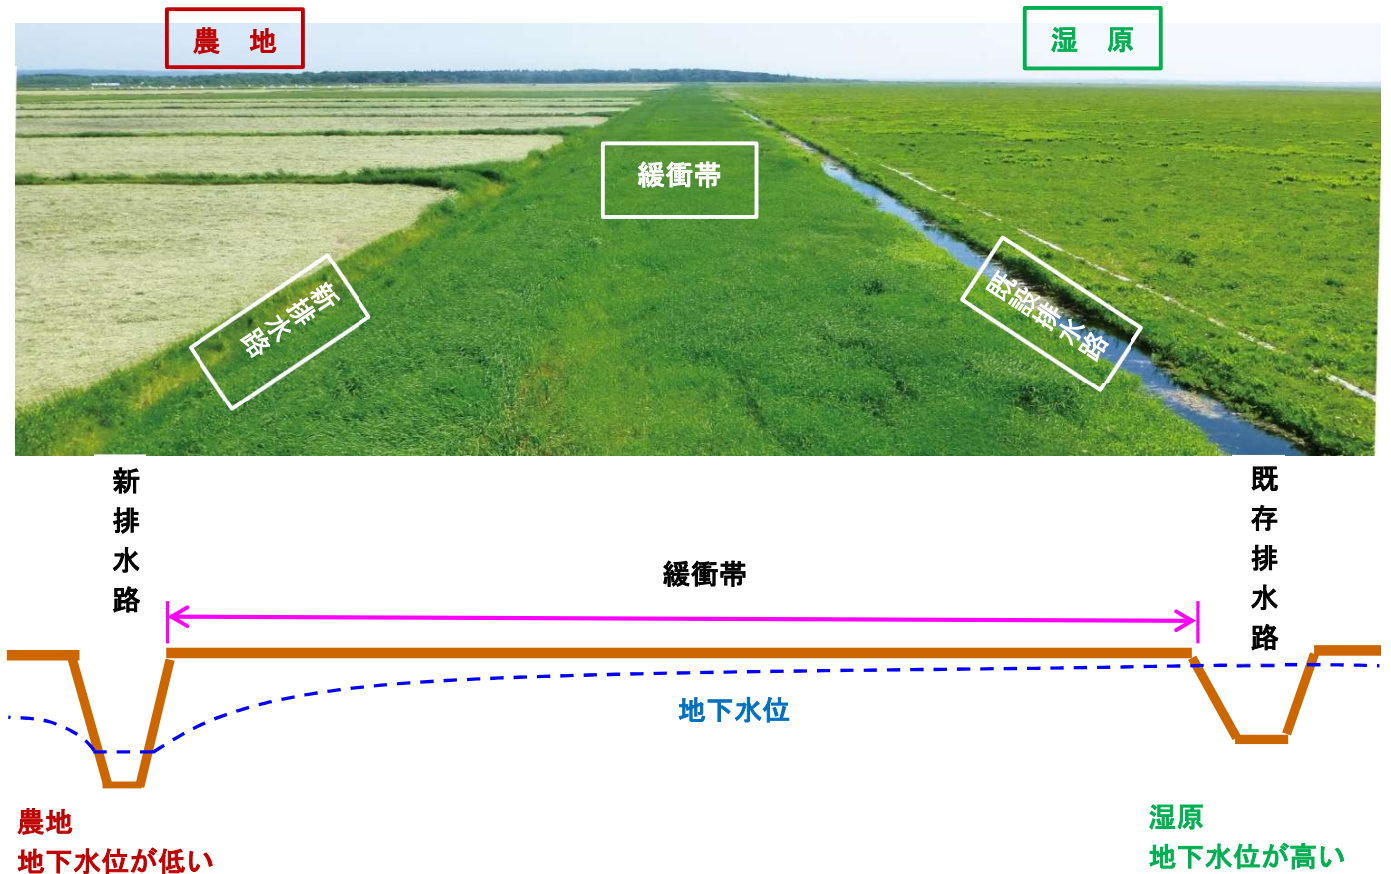 農 地
湿 原
緩衝帯
新排水路
既設排水路
新排水路
既存排水路
緩衝帯
地下水位
農地
地下水位が低い
湿原
地下水位が高い